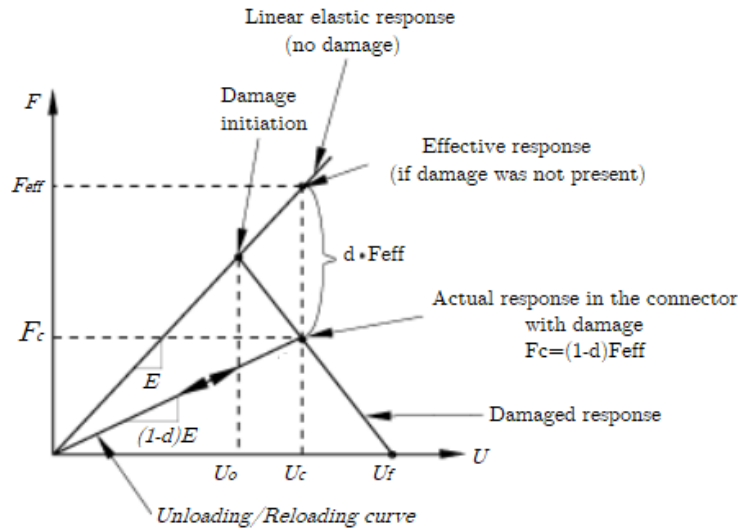 Linear elastic response
(no damage)
F
Damage
initiation
Effective response
(if damage was not present)
Feff
d•Feff
Actual response in the connector
with damage
Fc=(1-d)Feff
Fc
E
(1-d)E
Damaged response
Uo
Uc
Uf
U
Unloading/Reloading curve